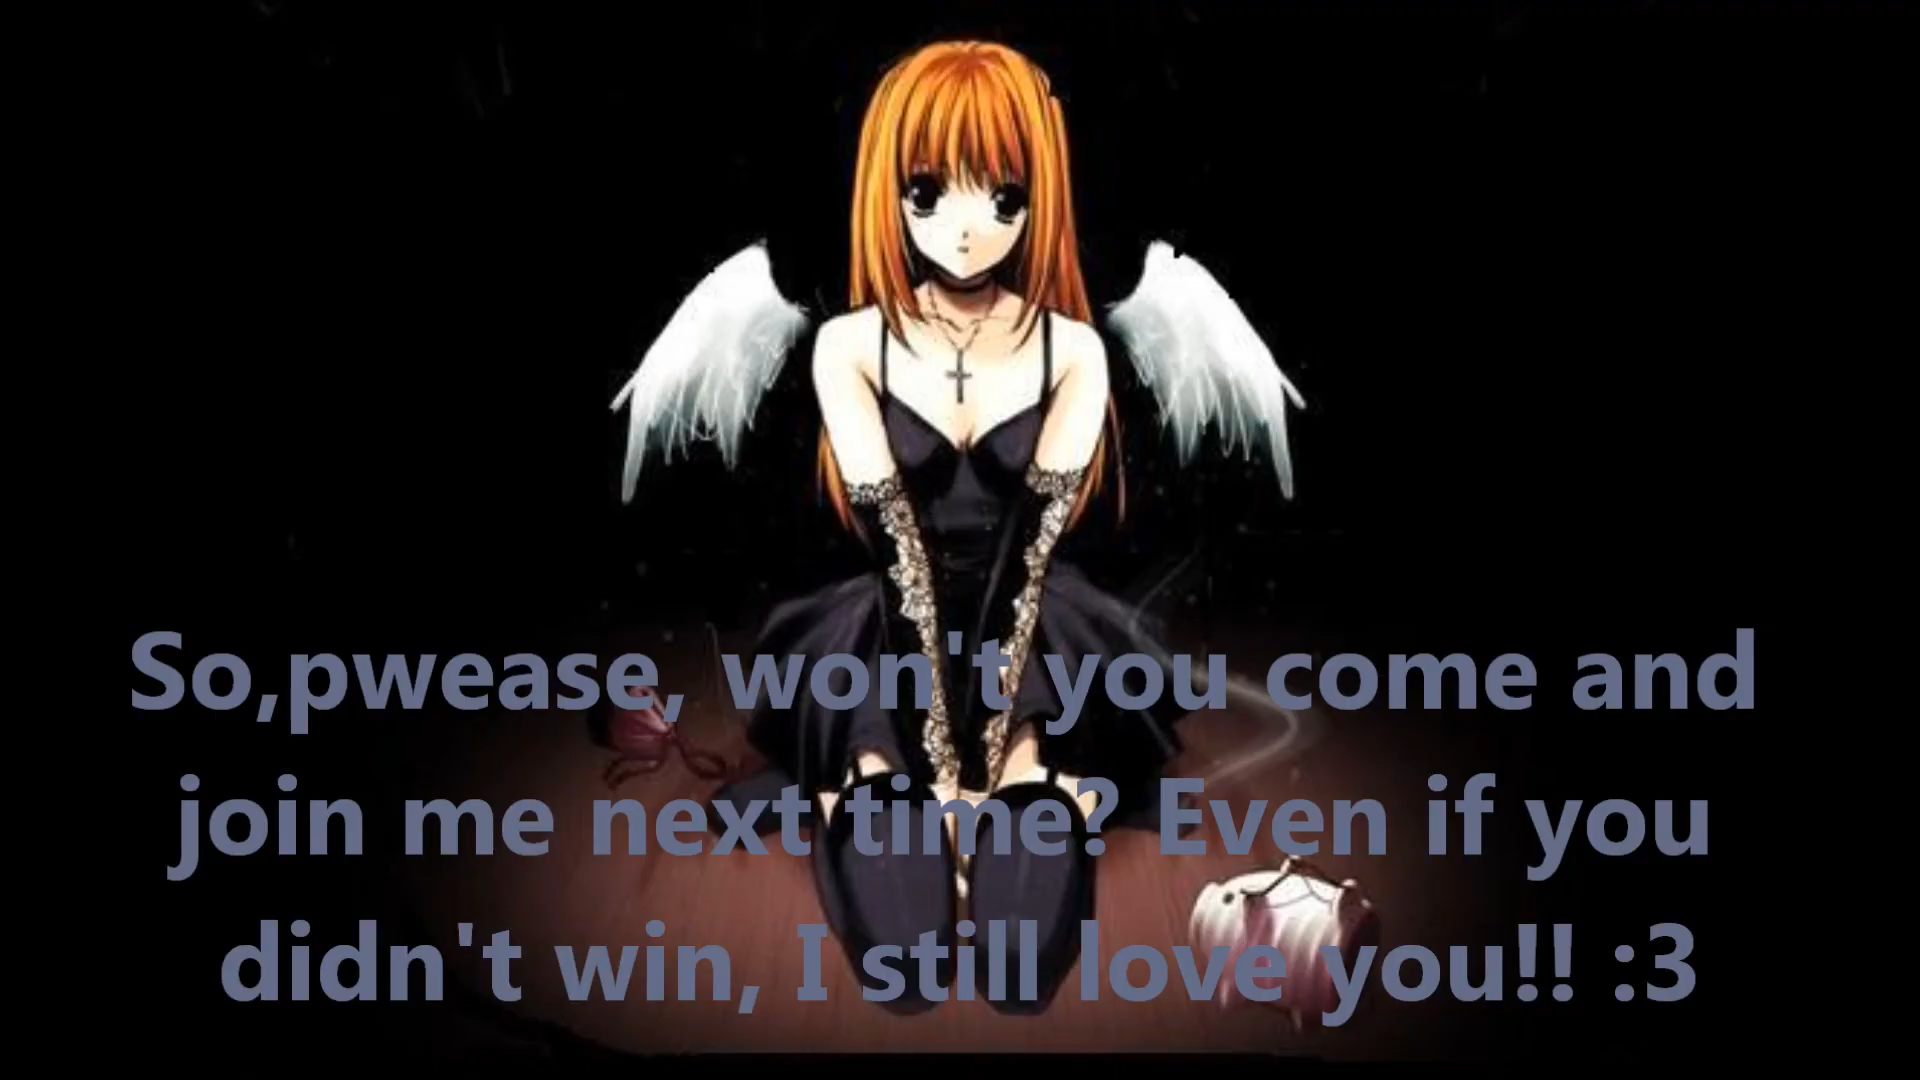 So,pwease, won't you come and
join me next time? Even if you
didn't win, I still love you!! :3